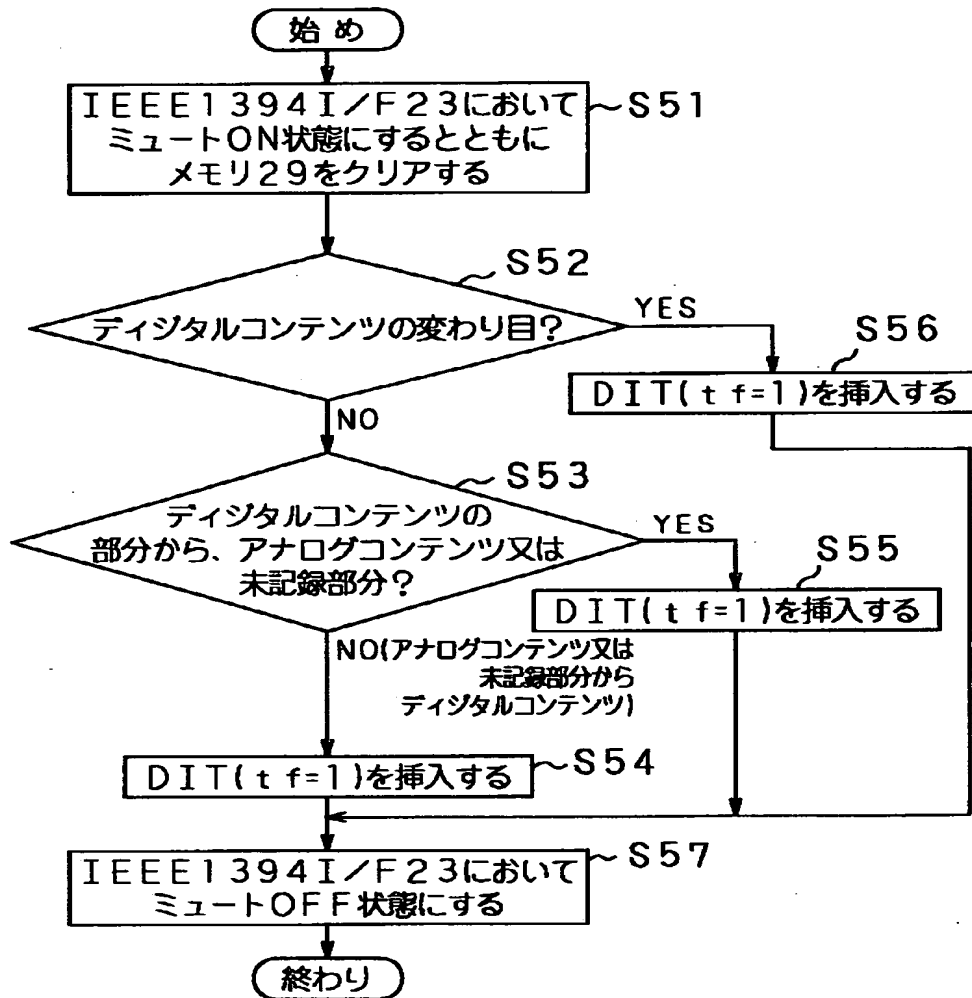 始め
IEEE1394I/F23において
ミュートON状態にするとともに
メモリ29をクリアする
S51
S52
ディジタルコンテンツの変わり目?
YES
S56
DIT(tf=1)を挿入する
NO
S53
ディジタルコンテンツの
部分から、アナログコンテンツ又は
未記録部分?
YES
S55
DIT(tf=1)を挿入する
NO(アナログコンテンツ又は
未記録部分から
ディジタルコンテンツ)
DIT(tf=1)を挿入する
S54
IEEE1394I/F23において
ミュートOFF状態にする
S57
終わり